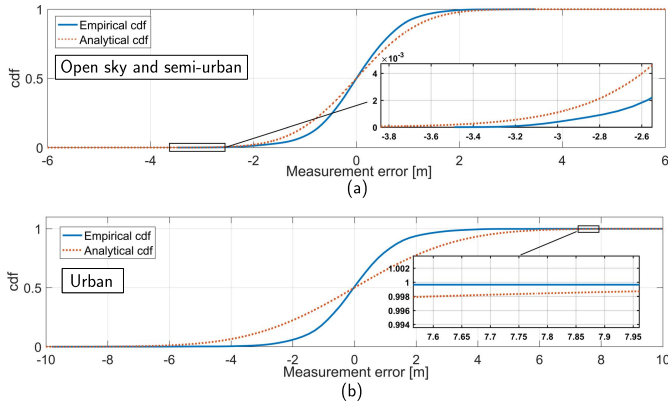 1
Empirical cdf
Analytical cdf
Open sky and semi-urban
cdf
0.5
0
×10⁻³
4
2
0
-3.8 -3.6 -3.4 -3.2 -3 -2.8 -2.6
-6 -4 -2 0 2 4 6
Measurement error [m]
(a)
1
Empirical cdf
Analytical cdf
Urban
cdf
0.5
0
1.002
1
0.998
0.996
0.994
7.6 7.65 7.7 7.75 7.8 7.85 7.9 7.95
-10 -8 -6 -4 -2 0 2 4 6 8 10
Measurement error [m]
(b)